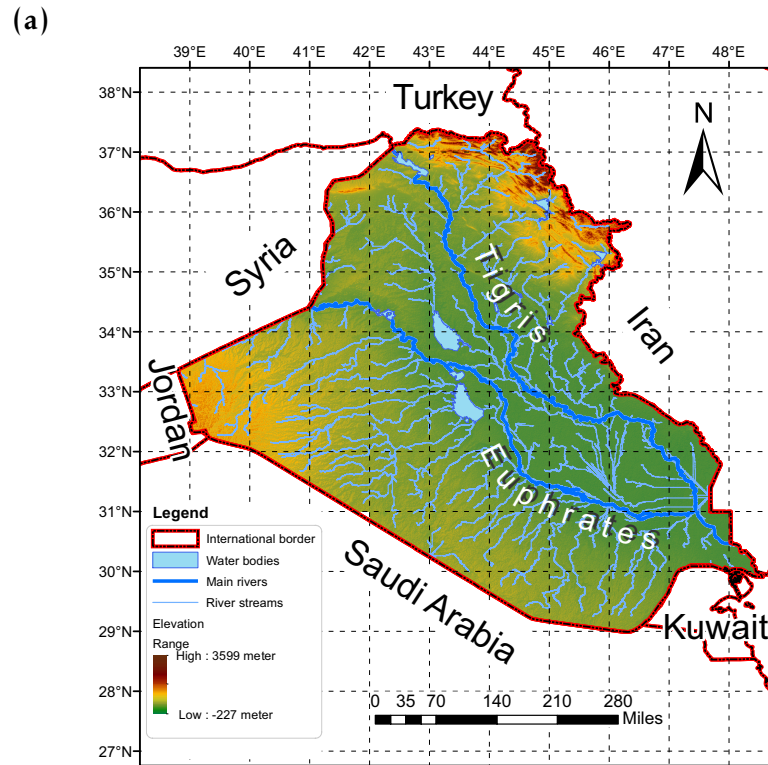 (a)
39°E 40°E 41°E 42°E 43°E 44°E 45°E 46°E 47°E 48°E
38°N
Turkey
N
37°N
36°N
35°N
Syria
Tigris
34°N
Iran
33°N
Jordan
32°N
Euphrates
31°N
30°N
29°N
28°N
27°N
Saudi Arabia
Kuwait
Legend
International border
Water bodies
Main rivers
River streams
Elevation
Range
High : 3599 meter
Low : -227 meter
0 35 70 140 210 280
Miles